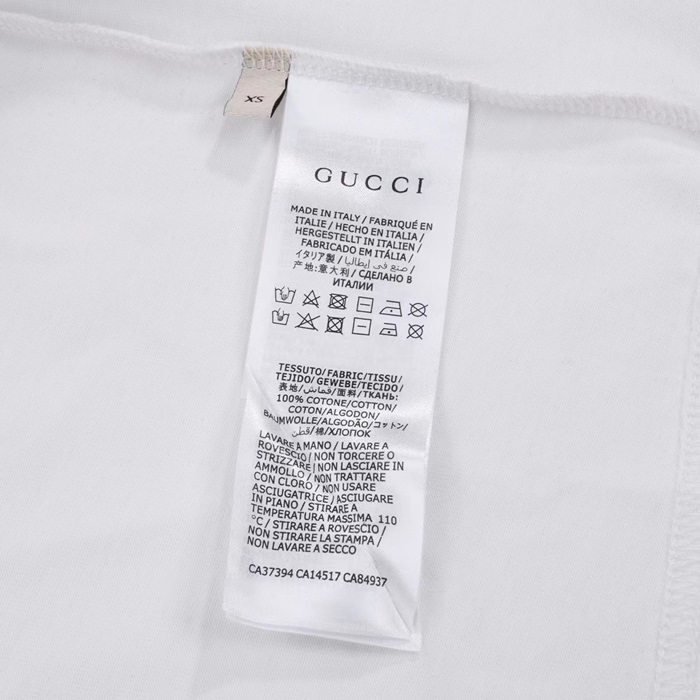 XS
GUCCI
MADE IN ITALY / FABRIQUÉ EN
ITALIE / HECHO EN ITALIA /
HERGESTELLT IN ITALIEN /
FABRICADO EM ITÁLIA /
イタリア製 / صنع في إيطاليا /
产地:意大利 / СДЕЛАНО В
ИТАЛИИ
TESSUTO/FABRIC/TISSU/
TEJIDO/GEWEBE/TECIDO/
表地/قماش/面料/ТКАНЬ:
100% COTONE/COTTON/
COTON/ALGODON/
BAUMWOLLE/ALGODÃO/コットン/
قطن/棉/ХЛОПОК
LAVARE A MANO / LAVARE A
ROVESCIO / NON TORCERE O
STRIZZARE / NON LASCIARE IN
AMMOLLO / NON TRATTARE
CON CLORO / NON USARE
ASCIUGATRICE / ASCIUGARE
IN PIANO / STIRARE A
TEMPERATURA MASSIMA 110
°C / STIRARE A ROVESCIO /
NON STIRARE LA STAMPA /
NON LAVARE A SECCO
CA37394 CA14517 CA84937